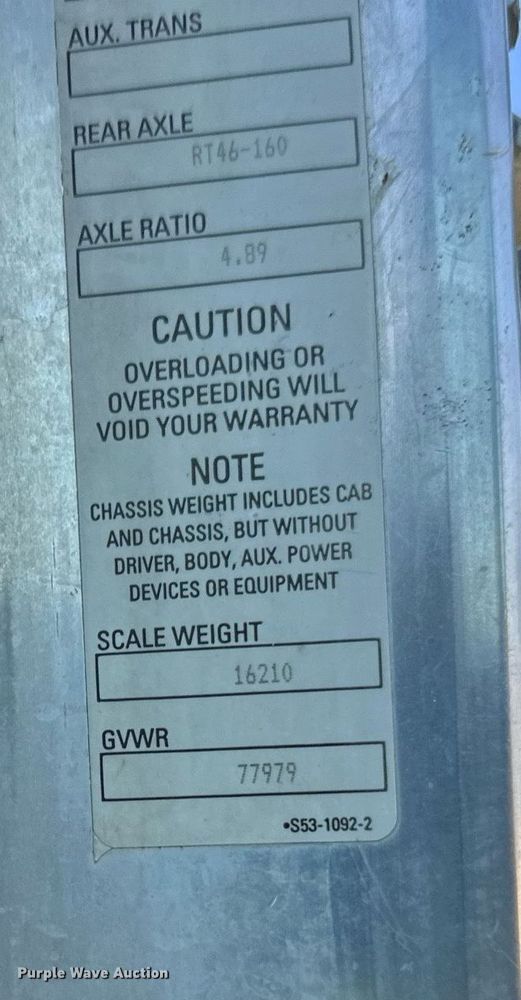 AUX. TRANS
REAR AXLE
RT46-160
AXLE RATIO
4.89
CAUTION
OVERLOADING OR
OVERSPEEDING WILL
VOID YOUR WARRANTY
NOTE
CHASSIS WEIGHT INCLUDES CAB
AND CHASSIS, BUT WITHOUT
DRIVER, BODY, AUX. POWER
DEVICES OR EQUIPMENT
SCALE WEIGHT
16210
GVWR
77979
•S53-1092-2
Purple Wave Auction